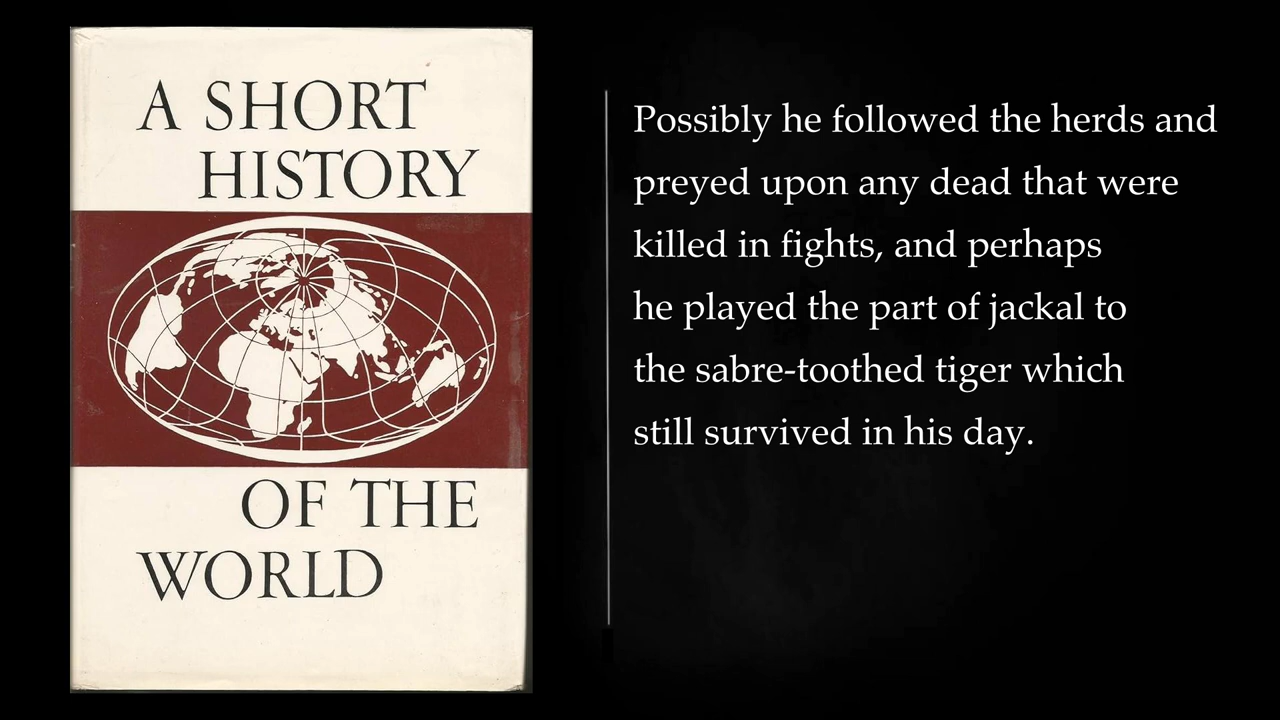 A SHORT
HISTORY
OF THE
WORLD
Possibly he followed the herds and
preyed upon any dead that were
killed in fights, and perhaps
he played the part of jackal to
the sabre-toothed tiger which
still survived in his day.